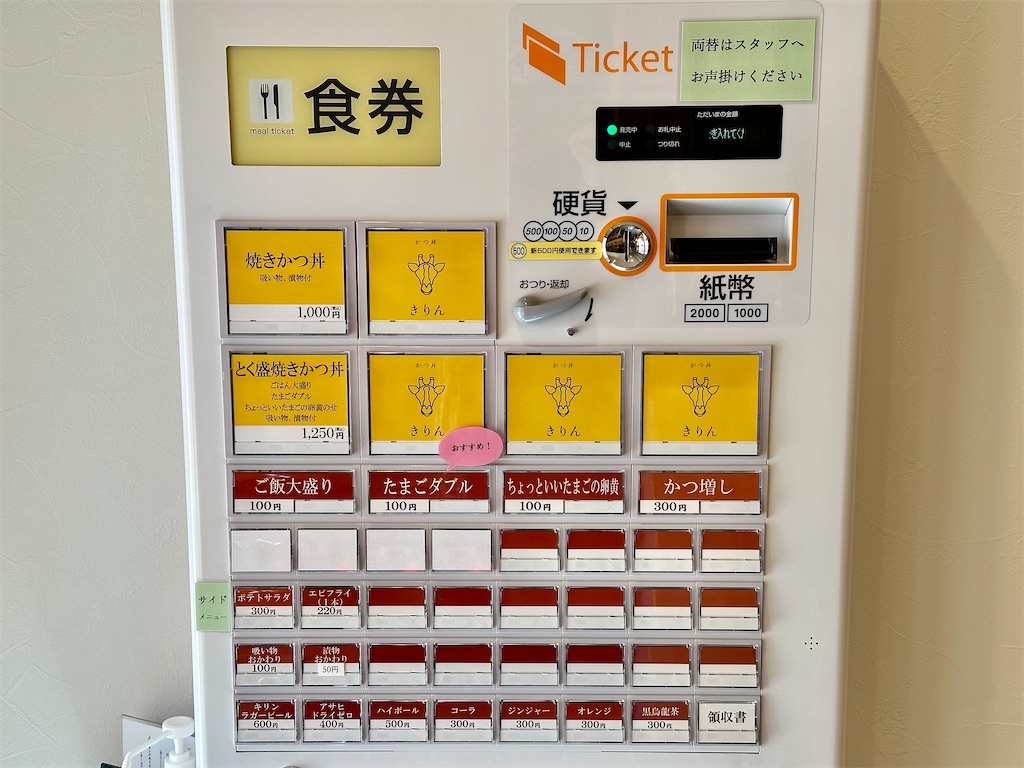 食券
meal ticket
Ticket
両替はスタッフへ
お声掛けください
ただいまの金額
発売中
お札中止
中止
つり切れ
硬貨
500 100 50 10
500 新500円使用できます
おつり・返却
紙幣
2000 1000
焼きかつ丼
吸い物、漬物付
1,000円
かつ丼
きりん
とく盛焼きかつ丼
ごはん大盛り
たまごダブル
ちょっといいたまごの卵黄のせ
吸い物、漬物付
1,250円
かつ丼
きりん
かつ丼
きりん
かつ丼
きりん
おすすめ!
ご飯大盛り
100円
たまごダブル
100円
ちょっといいたまごの卵黄
100円
かつ増し
300円
サイド
メニュー
ポテトサラダ
300円
エビフライ
(1本)
220円
吸い物
おかわり
100円
漬物
おかわり
50円
キリン
ラガービール
600円
アサヒ
ドライゼロ
400円
ハイボール
500円
コーラ
300円
ジンジャー
300円
オレンジ
300円
黒烏龍茶
300円
領収書